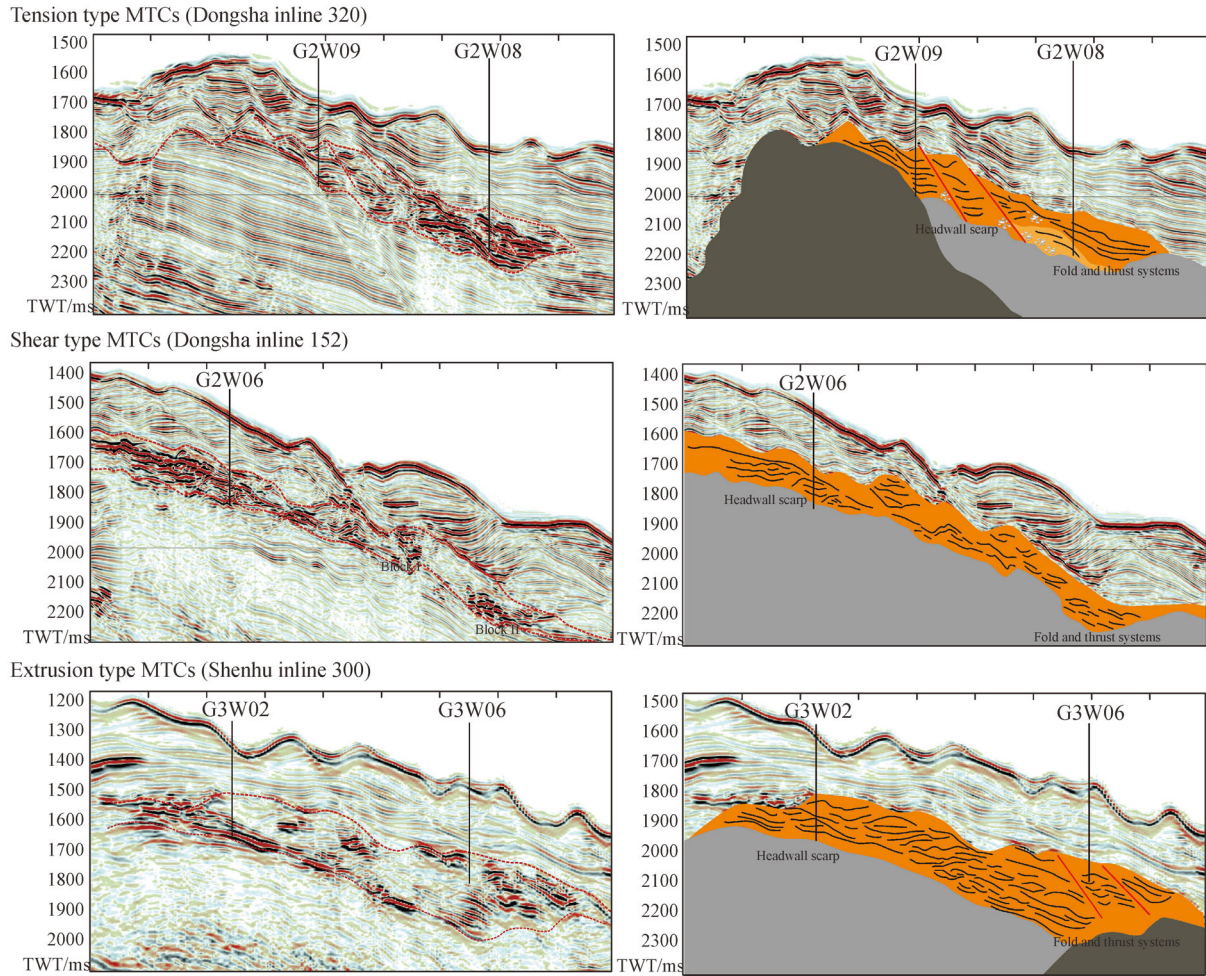 Tension type MTCs (Dongsha inline 320)
1500
1600
1700
1800
1900
2000
2100
2200
2300
TWT/ms
G2W09
G2W08
1500
1600
1700
1800
1900
2000
2100
2200
2300
TWT/ms
G2W09
G2W08
Headwall scarp
Fold and thrust systems
Shear type MTCs (Dongsha inline 152)
1400
1500
1600
1700
1800
1900
2000
2100
2200
TWT/ms
G2W06
Block I
Block II
1400
1500
1600
1700
1800
1900
2000
2100
2200
TWT/ms
G2W06
Headwall scarp
Fold and thrust systems
Extrusion type MTCs (Shenhu inline 300)
1200
1300
1400
1500
1600
1700
1800
1900
2000
TWT/ms
G3W02
G3W06
1500
1600
1700
1800
1900
2000
2100
2200
2300
TWT/ms
G3W02
G3W06
Headwall scarp
Fold and thrust systems